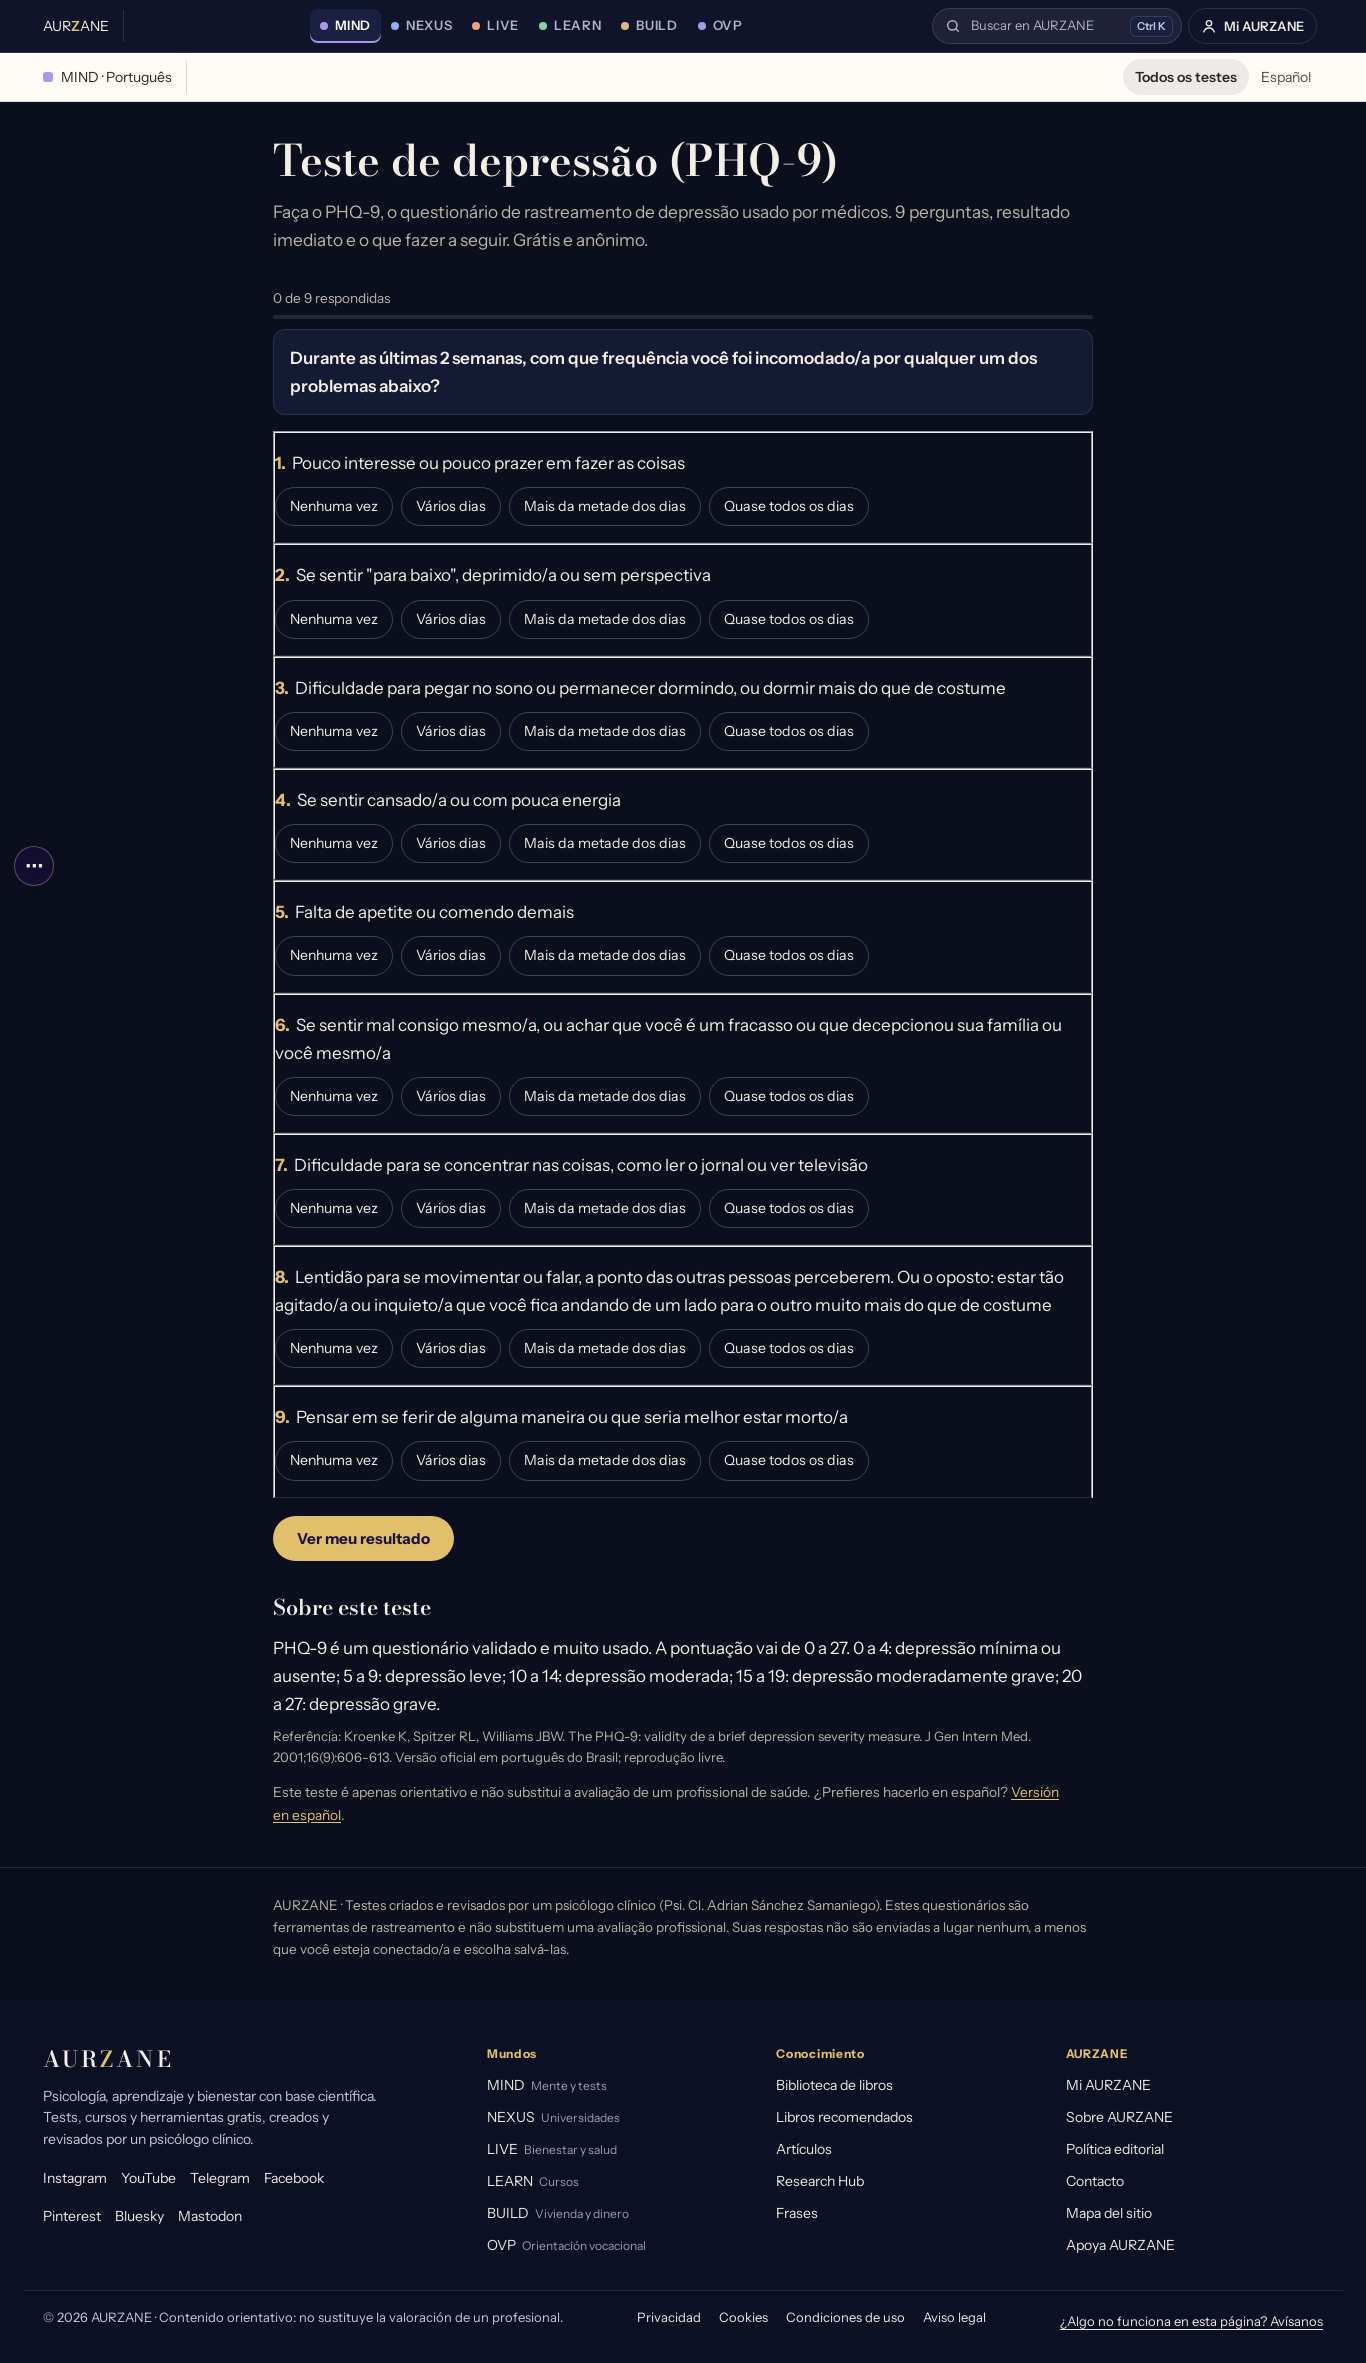 AURZANE
MIND NEXUS LIVE LEARN BUILD OVP
Buscar en AURZANE Ctrl K
Mi AURZANE
MIND · Português
Todos os testes Español
Teste de depressão (PHQ-9)
Faça o PHQ-9, o questionário de rastreamento de depressão usado por médicos. 9 perguntas, resultado
imediato e o que fazer a seguir. Grátis e anônimo.
0 de 9 respondidas
Durante as últimas 2 semanas, com que frequência você foi incomodado/a por qualquer um dos
problemas abaixo?
1. Pouco interesse ou pouco prazer em fazer as coisas
Nenhuma vez Vários dias Mais da metade dos dias Quase todos os dias
2. Se sentir "para baixo", deprimido/a ou sem perspectiva
Nenhuma vez Vários dias Mais da metade dos dias Quase todos os dias
3. Dificuldade para pegar no sono ou permanecer dormindo, ou dormir mais do que de costume
Nenhuma vez Vários dias Mais da metade dos dias Quase todos os dias
4. Se sentir cansado/a ou com pouca energia
Nenhuma vez Vários dias Mais da metade dos dias Quase todos os dias
5. Falta de apetite ou comendo demais
Nenhuma vez Vários dias Mais da metade dos dias Quase todos os dias
6. Se sentir mal consigo mesmo/a, ou achar que você é um fracasso ou que decepcionou sua família ou
você mesmo/a
Nenhuma vez Vários dias Mais da metade dos dias Quase todos os dias
7. Dificuldade para se concentrar nas coisas, como ler o jornal ou ver televisão
Nenhuma vez Vários dias Mais da metade dos dias Quase todos os dias
8. Lentidão para se movimentar ou falar, a ponto das outras pessoas perceberem. Ou o oposto: estar tão
agitado/a ou inquieto/a que você fica andando de um lado para o outro muito mais do que de costume
Nenhuma vez Vários dias Mais da metade dos dias Quase todos os dias
9. Pensar em se ferir de alguma maneira ou que seria melhor estar morto/a
Nenhuma vez Vários dias Mais da metade dos dias Quase todos os dias
Ver meu resultado
Sobre este teste
PHQ-9 é um questionário validado e muito usado. A pontuação vai de 0 a 27. 0 a 4: depressão mínima ou
ausente; 5 a 9: depressão leve; 10 a 14: depressão moderada; 15 a 19: depressão moderadamente grave; 20
a 27: depressão grave.
Referência: Kroenke K, Spitzer RL, Williams JBW. The PHQ-9: validity de a brief depression severity measure. J Gen Intern Med.
2001;16(9):606-613. Versão oficial em português do Brasil; reprodução livre.
Este teste é apenas orientativo e não substitui a avaliação de um profissional de saúde. ¿Prefieres hacerlo en español? Versión
en español.
AURZANE · Testes criados e revisados por um psicólogo clínico (Psi. Cl. Adrian Sánchez Samaniego). Estes questionários são
ferramentas de rastreamento e não substituem uma avaliação profissional. Suas respostas não são enviadas a lugar nenhum, a menos
que você esteja conectado/a e escolha salvá-las.
AURZANE
Psicología, aprendizaje y bienestar con base científica.
Tests, cursos y herramientas gratis, creados y
revisados por un psicólogo clínico.
Instagram YouTube Telegram Facebook
Pinterest Bluesky Mastodon
Mundos
MIND Mente y tests
NEXUS Universidades
LIVE Bienestar y salud
LEARN Cursos
BUILD Vivienda y dinero
OVP Orientación vocacional
Conocimiento
Biblioteca de libros
Libros recomendados
Artículos
Research Hub
Frases
AURZANE
Mi AURZANE
Sobre AURZANE
Política editorial
Contacto
Mapa del sitio
Apoya AURZANE
© 2026 AURZANE · Contenido orientativo: no sustituye la valoración de un profesional.
Privacidad Cookies Condiciones de uso Aviso legal
¿Algo no funciona en esta página? Avísanos